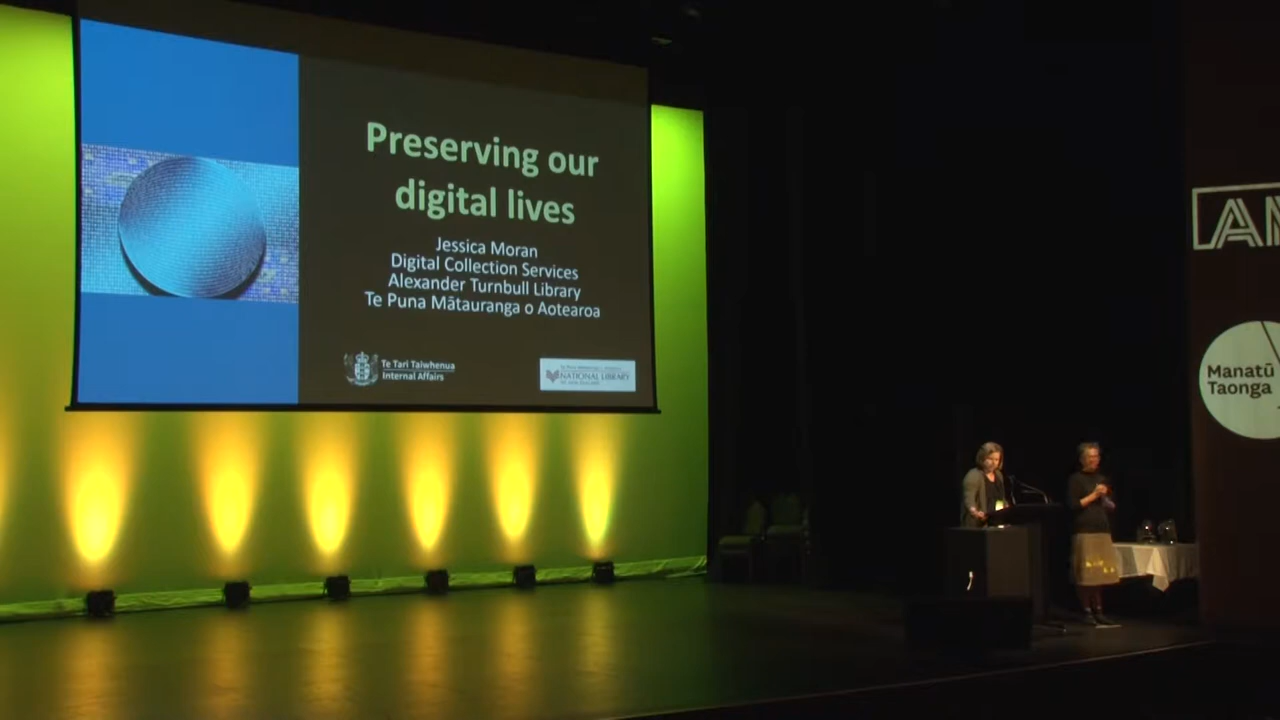 Preserving our
digital lives
Jessica Moran
Digital Collection Services
Alexander Turnbull Library
Te Puna Mātauranga o Aotearoa
Te Tari Taiwhenua
Internal Affairs
NATIONAL LIBRARY
Manatū
Taonga